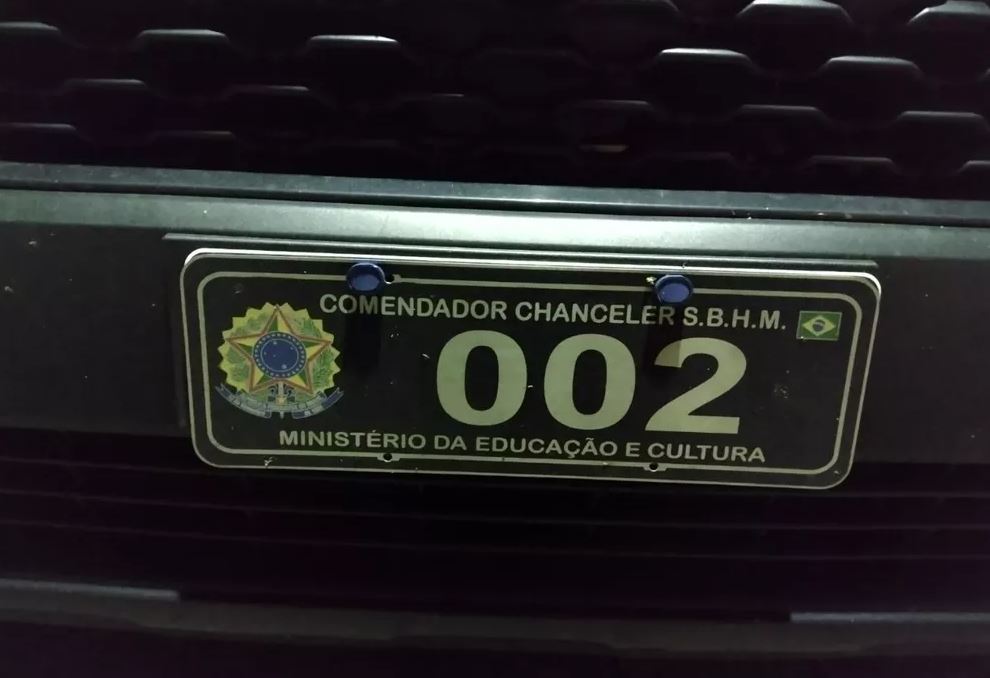 COMENDADOR CHANCELER S.B.H.M.
002
MINISTÉRIO DA EDUCAÇÃO E CULTURA